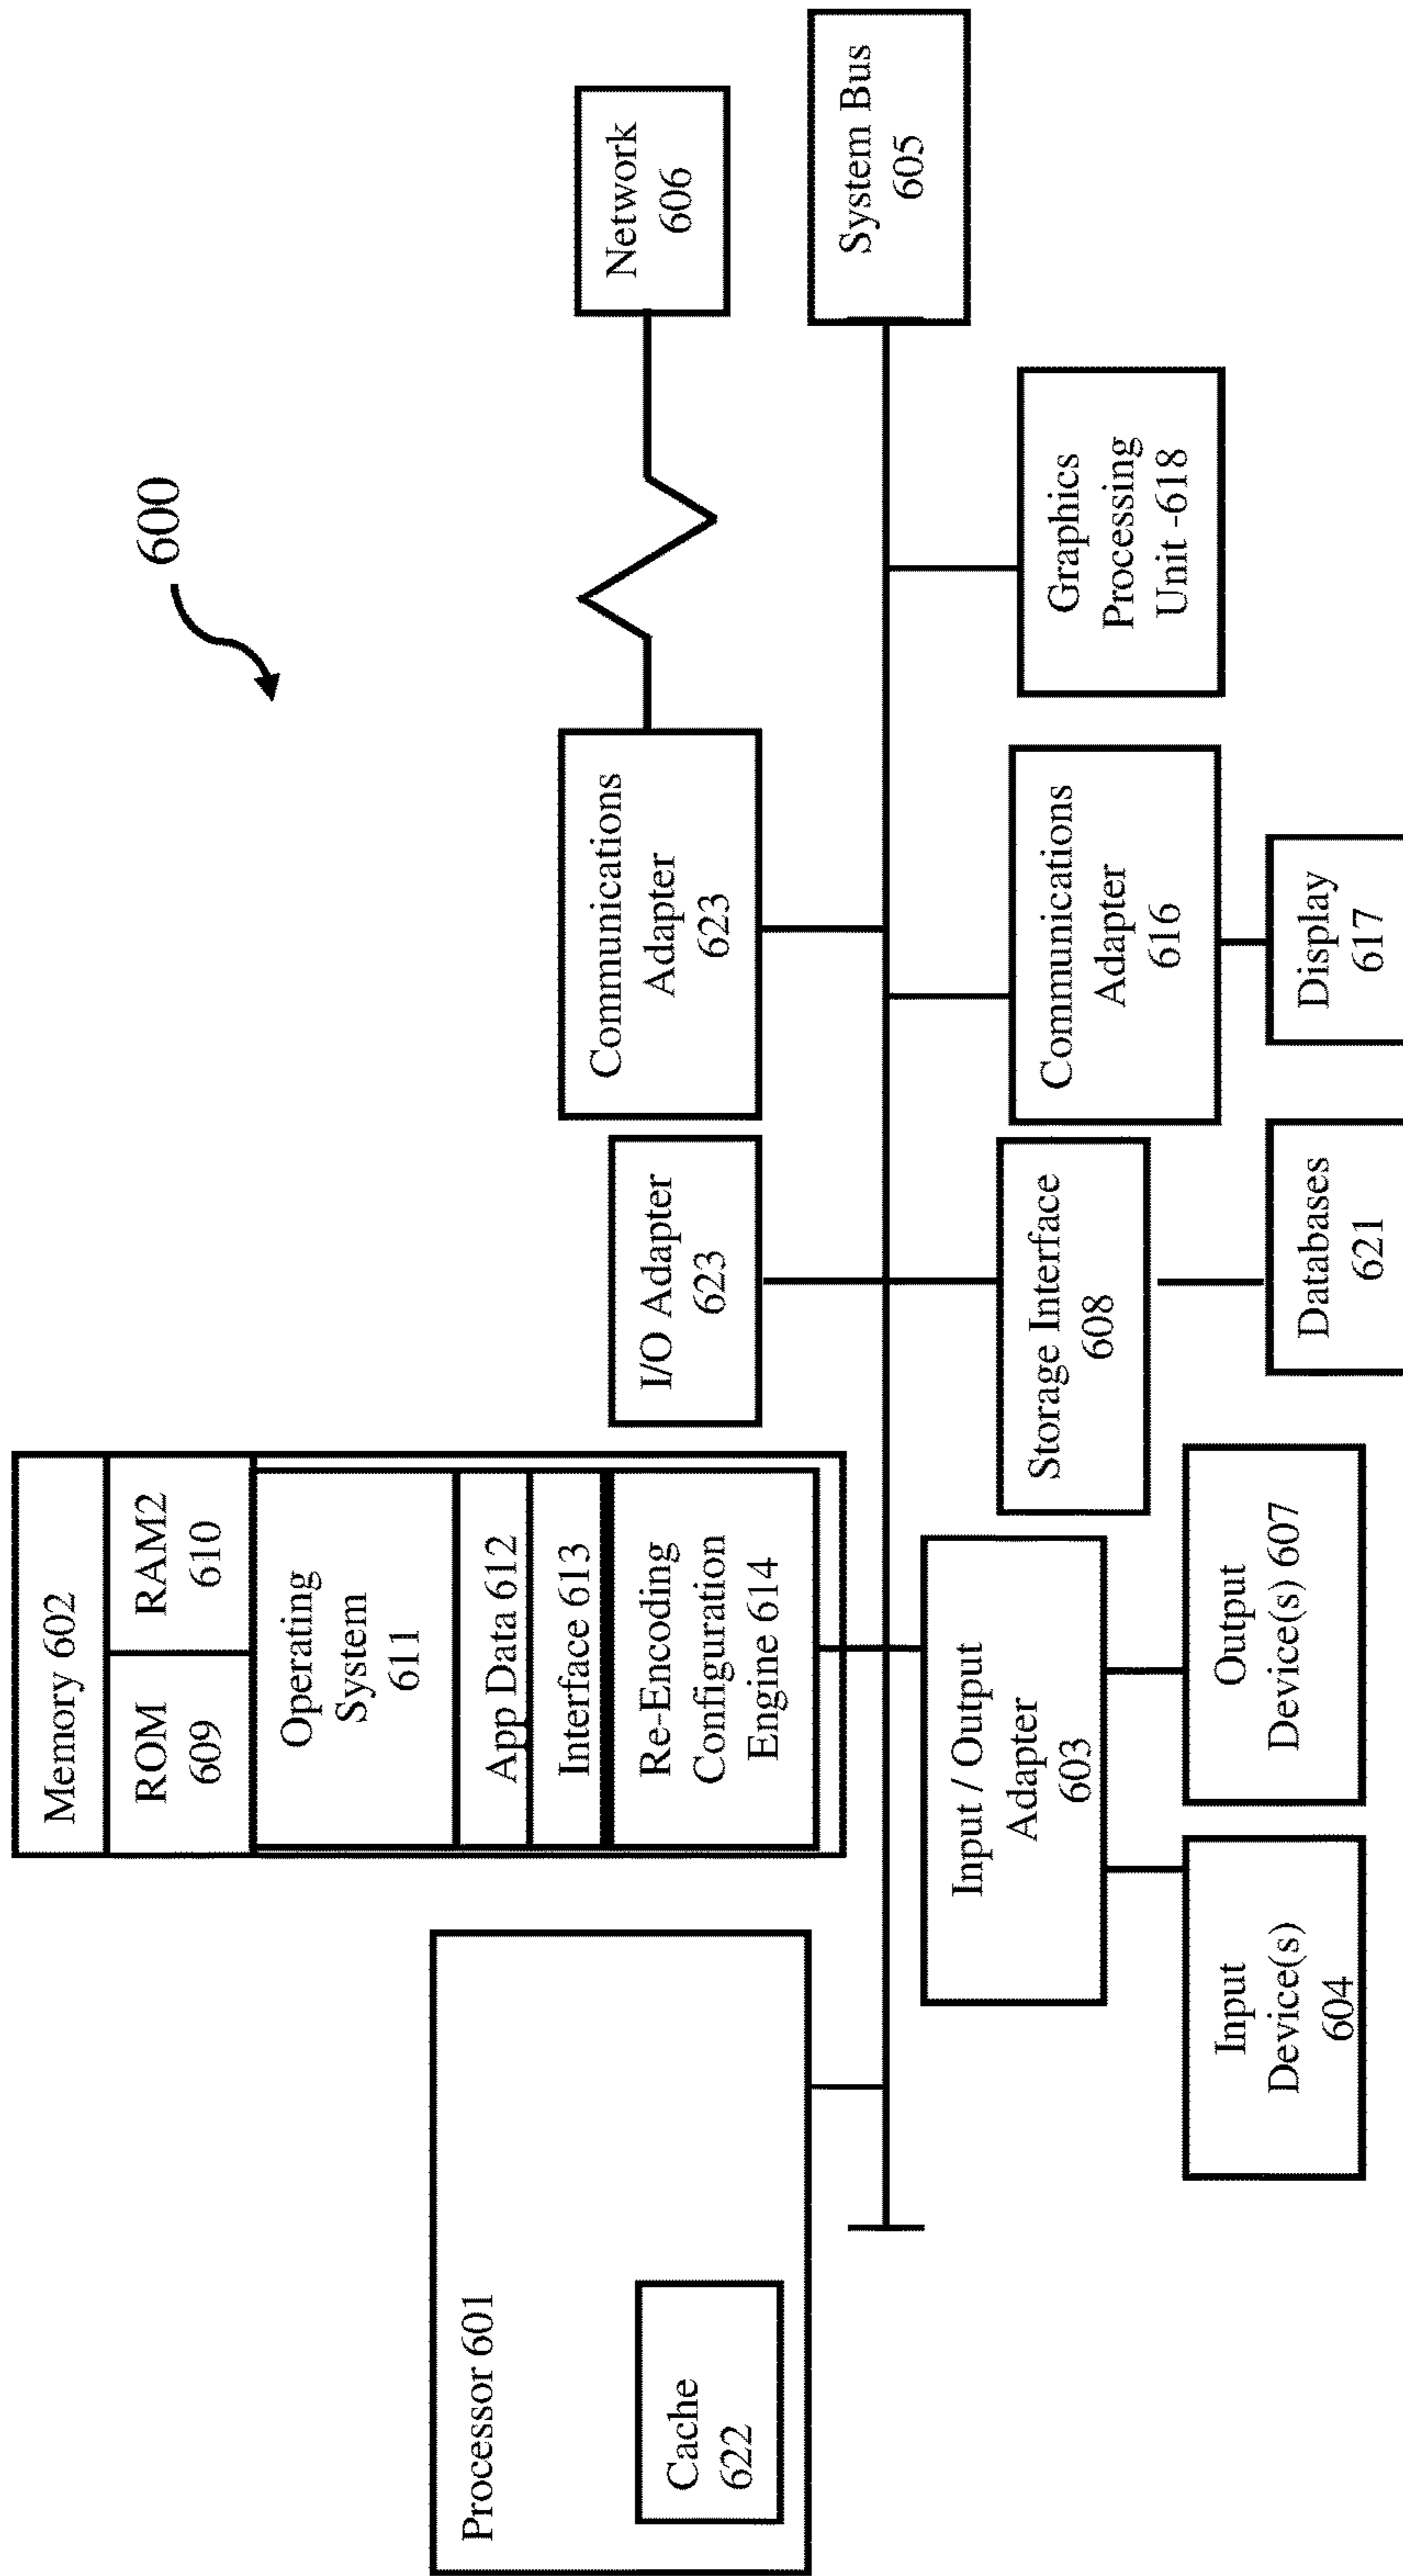 600
Processor 601
Cache
622
Memory 602
ROM
609
RAM2
610
Operating
System
611
App Data 612
Interface 613
Re-Encoding
Configuration
Engine 614
I/O Adapter
623
Communications
Adapter
623
Network
606
System Bus
605
Input / Output
Adapter
603
Input
Device(s)
604
Output
Device(s) 607
Storage Interface
608
Databases
621
Communications
Adapter
616
Display
617
Graphics
Processing
Unit -618